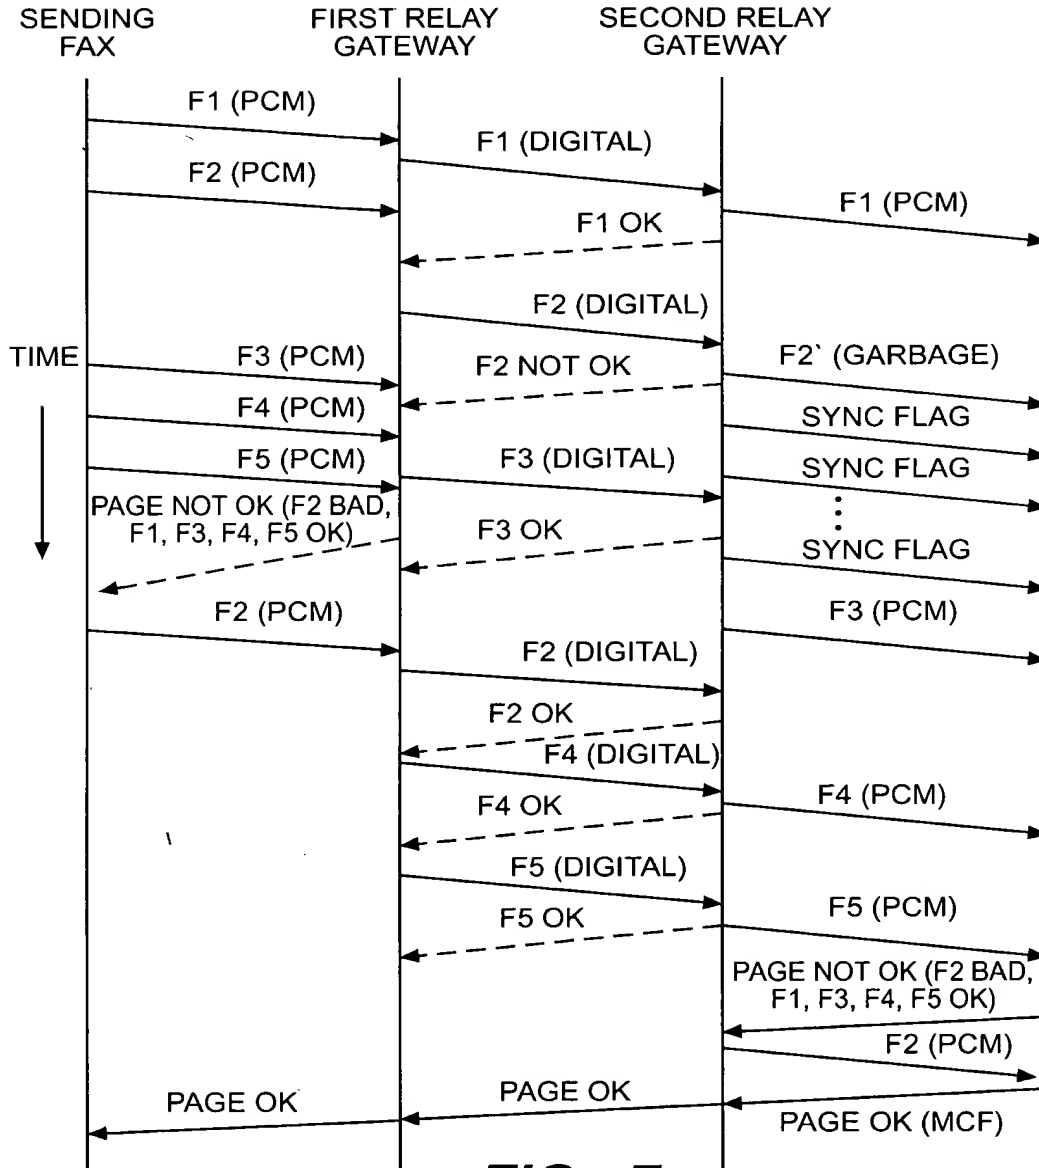 SENDING
FAX
FIRST RELAY
GATEWAY
SECOND RELAY
GATEWAY
F1 (PCM)
F1 (DIGITAL)
F2 (PCM)
F1 (PCM)
F1 OK
F2 (DIGITAL)
TIME
F3 (PCM)
F2 NOT OK
F2` (GARBAGE)
F4 (PCM)
SYNC FLAG
F5 (PCM)
F3 (DIGITAL)
SYNC FLAG
PAGE NOT OK (F2 BAD,
F1, F3, F4, F5 OK)
F3 OK
SYNC FLAG
F2 (PCM)
F3 (PCM)
F2 (DIGITAL)
F2 OK
F4 (DIGITAL)
F4 OK
F4 (PCM)
F5 (DIGITAL)
F5 OK
F5 (PCM)
PAGE NOT OK (F2 BAD,
F1, F3, F4, F5 OK)
F2 (PCM)
PAGE OK
PAGE OK
PAGE OK (MCF)